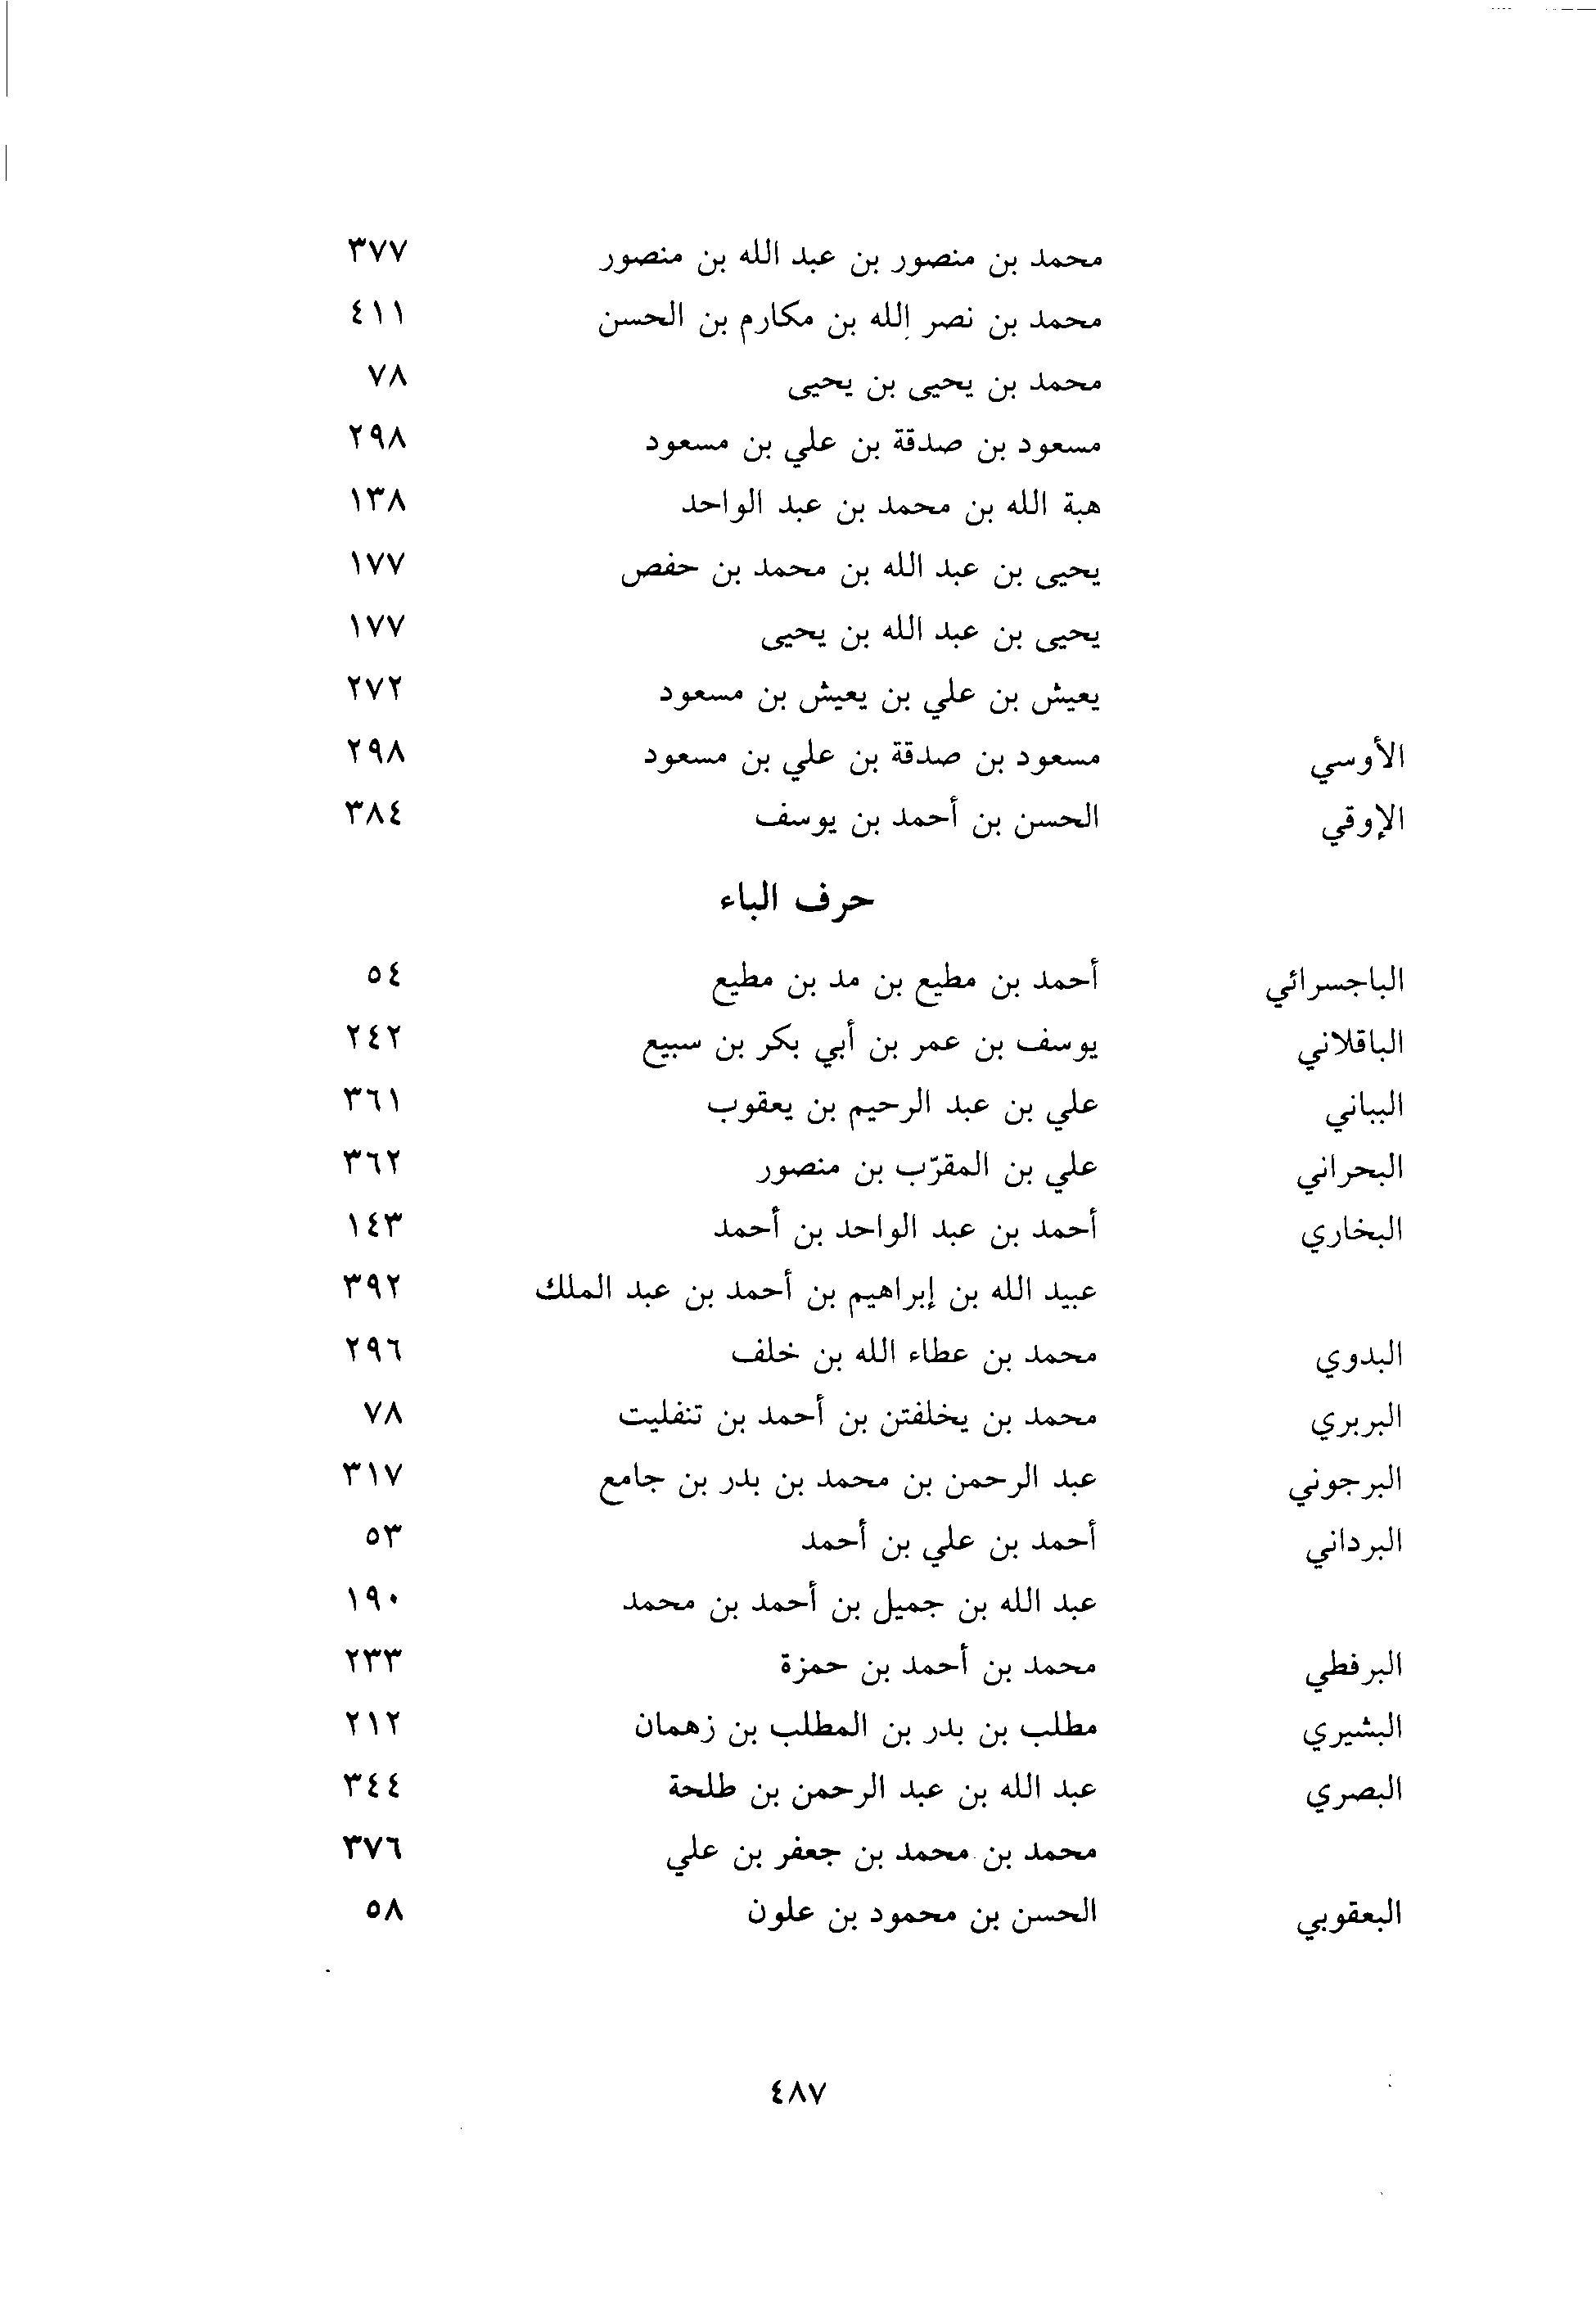 محمد بن منصور بن عبد الله بن منصور ٣٧٧
محمد بن نصر إلله بن مكارم بن الحسن ٤١١
محمد بن يحيى بن يحيى ٧٨
مسعود بن صدقة بن علي بن مسعود ٢٩٨
هبة الله بن محمد بن عبد الواحد ١٣٨
يحيى بن عبد الله بن محمد بن حفص ١٧٧
يحيى بن عبد الله بن يحيى ١٧٧
يعيش بن علي بن يعيش بن مسعود ٢٧٢
الأوسي مسعود بن صدقة بن علي بن مسعود ٢٩٨
الإوقي الحسن بن أحمد بن يوسف ٣٨٤
حرف الباء
الباجسرائي أحمد بن مطيع بن مد بن مطيع ٥٤
الباقلاني يوسف بن عمر بن أبي بكر بن سبيع ٢٤٢
الىباني علي بن عبد الرحيم بن يعقوب ٣٦١
البحراني علي بن المقرّب بن منصور ٣٦٢
البخاري أحمد بن عبد الواحد بن أحمد ١٤٣
عبيد الله بن إبراهيم بن أحمد بن عبد الملك ٣٩٢
البدوي محمد بن عطاء الله بن خلف ٢٩٦
البربري محمد بن يخلفتن بن أحمد بن تنفليت ٧٨
البرجوني عبد الرحمن بن محمد بن بدر بن جامع ٣١٧
البرداني أحمد بن علي بن أحمد ٥٣
عبد الله بن جميل بن أحمد بن محمد ١٩٠
البرفطي محمد بن أحمد بن حمزة ٢٣٣
البشيري مطلب بن بدر بن المطلب بن زهمان ٢١٢
البصري عبد الله بن عبد الرحمن بن طلحة ٣٤٤
محمد بن محمد بن جعفر بن علي ٣٧٦
البعقوبي الحسن بن محمود بن علون ٥٨
٤٨٧